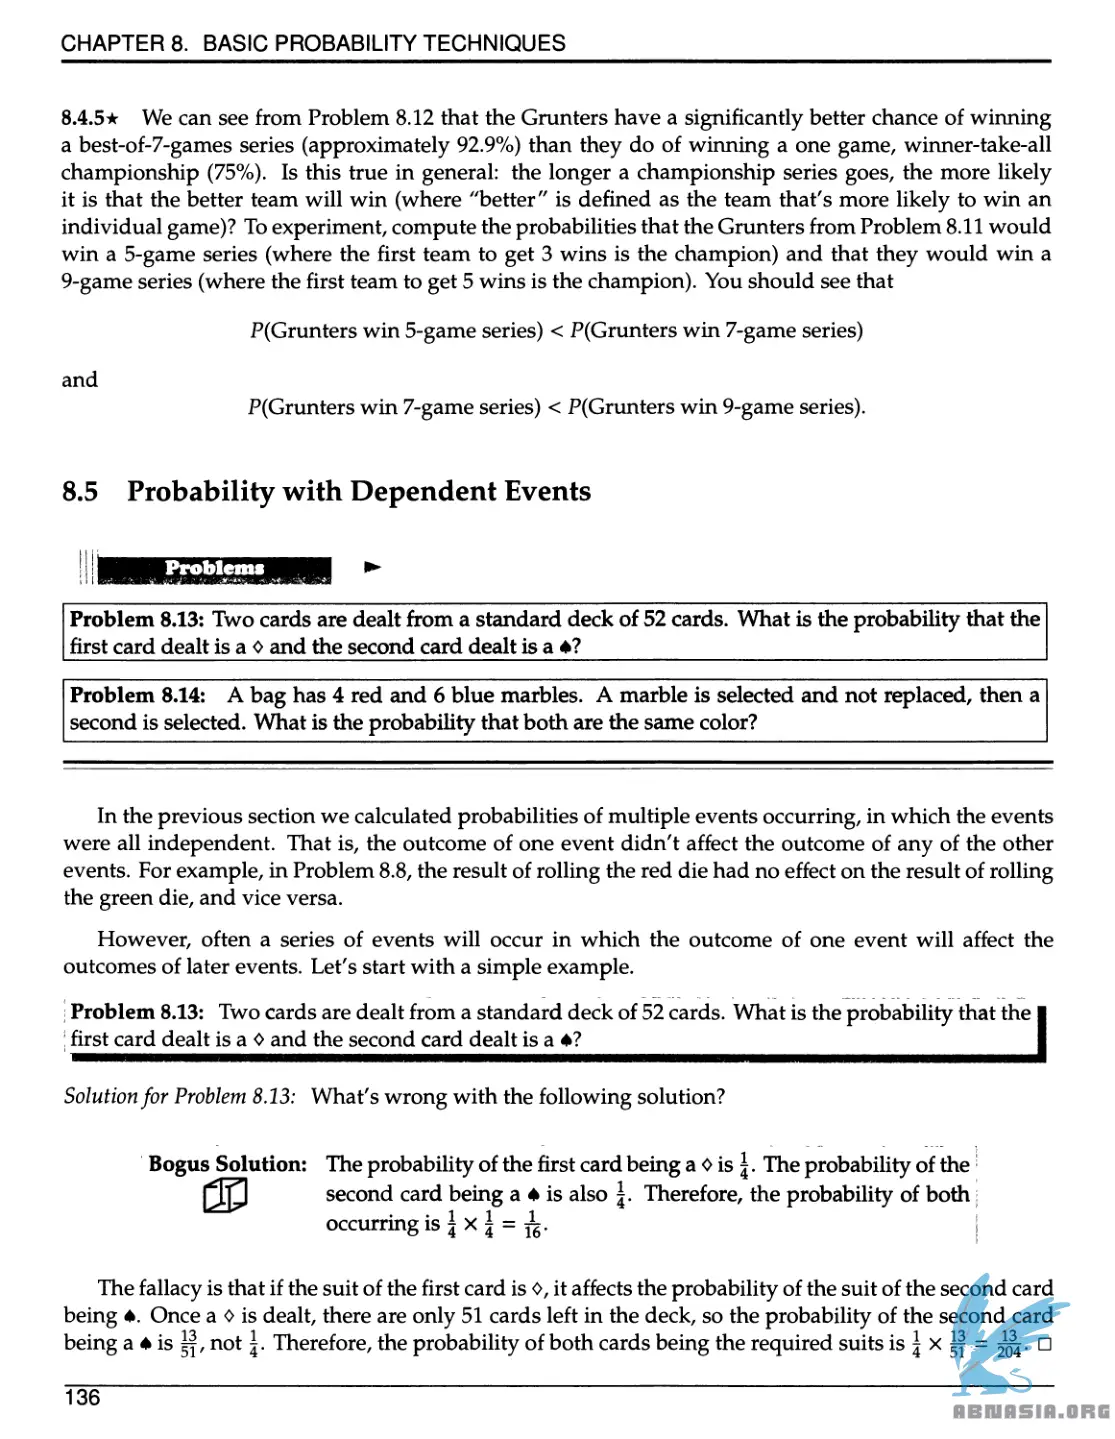 CHAPTER 8. BASIC PROBABILITY TECHNIQUES
8.4.5★ We can see from Problem 8.12 that the Grunters have a significantly better chance of winning
a best-of-7-games series (approximately 92.9%) than they do of winning a one game, winner-take-all
championship (75%). Is this true in general: the longer a championship series goes, the more likely
it is that the better team will win (where "better" is defined as the team that's more likely to win an
individual game)? To experiment, compute the probabilities that the Grunters from Problem 8.11 would
win a 5-game series (where the first team to get 3 wins is the champion) and that they would win a
9-game series (where the first team to get 5 wins is the champion). You should see that
P(Grunters win 5-game series) < P(Grunters win 7-game series)
and
P(Grunters win 7-game series) < P(Grunters win 9-game series).
8.5 Probability with Dependent Events
Problems
Problem 8.13: Two cards are dealt from a standard deck of 52 cards. What is the probability that the
first card dealt is a ◊ and the second card dealt is a ♠?
Problem 8.14: A bag has 4 red and 6 blue marbles. A marble is selected and not replaced, then a
second is selected. What is the probability that both are the same color?
In the previous section we calculated probabilities of multiple events occurring, in which the events
were all independent. That is, the outcome of one event didn't affect the outcome of any of the other
events. For example, in Problem 8.8, the result of rolling the red die had no effect on the result of rolling
the green die, and vice versa.
However, often a series of events will occur in which the outcome of one event will affect the
outcomes of later events. Let's start with a simple example.
Problem 8.13: Two cards are dealt from a standard deck of 52 cards. What is the probability that the
first card dealt is a ◊ and the second card dealt is a ♠?
Solution for Problem 8.13: What's wrong with the following solution?
Bogus Solution: The probability of the first card being a ◊ is 1/4. The probability of the
second card being a ♠ is also 1/4. Therefore, the probability of both
occurring is 1/4 × 1/4 = 1/16.
The fallacy is that if the suit of the first card is ◊, it affects the probability of the suit of the second card
being ♠. Once a ◊ is dealt, there are only 51 cards left in the deck, so the probability of the second card
being a ♠ is 13/51, not 1/4. Therefore, the probability of both cards being the required suits is 1/4 × 13/51 = 13/204. □
136
ABNASIA.ORG